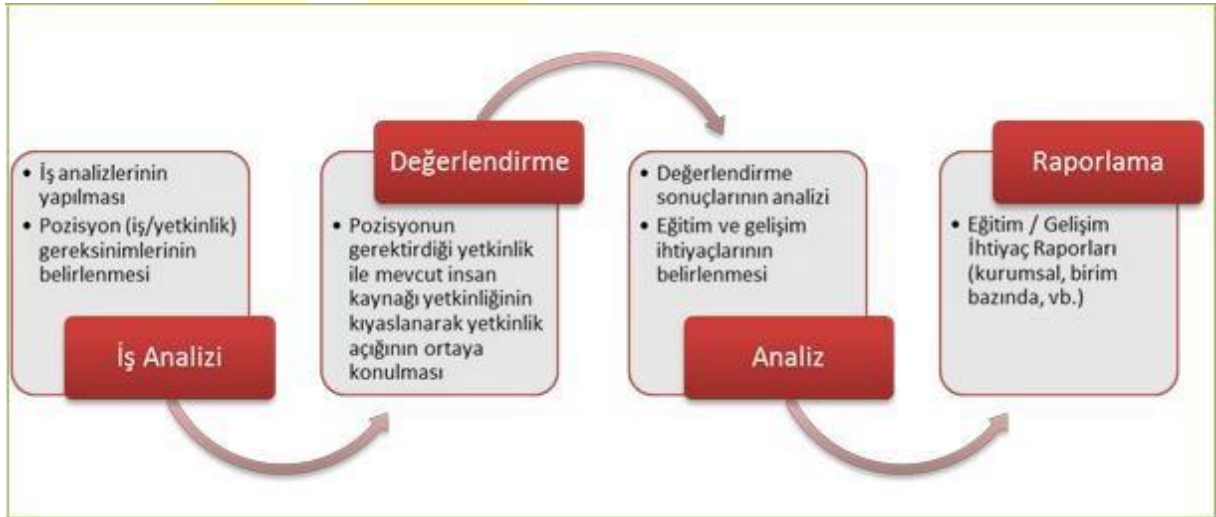 • İş analizlerinin
yapılması
• Pozisyon (iş/yetkinlik)
gereksinimlerinin
belirlenmesi
İş Analizi
Değerlendirme
• Pozisyonun
gerektirdiği yetkinlik
ile mevcut insan
kaynağı yetkinliğinin
kıyaslanarak yetkinlik
açığının ortaya
konulması
• Değerlendirme
sonuçlarının analizi
• Eğitim ve gelişim
ihtiyaçlarının
belirlenmesi
Analiz
Raporlama
• Eğitim / Gelişim
İhtiyaç Raporları
(kurumsal, birim
bazında, vb.)